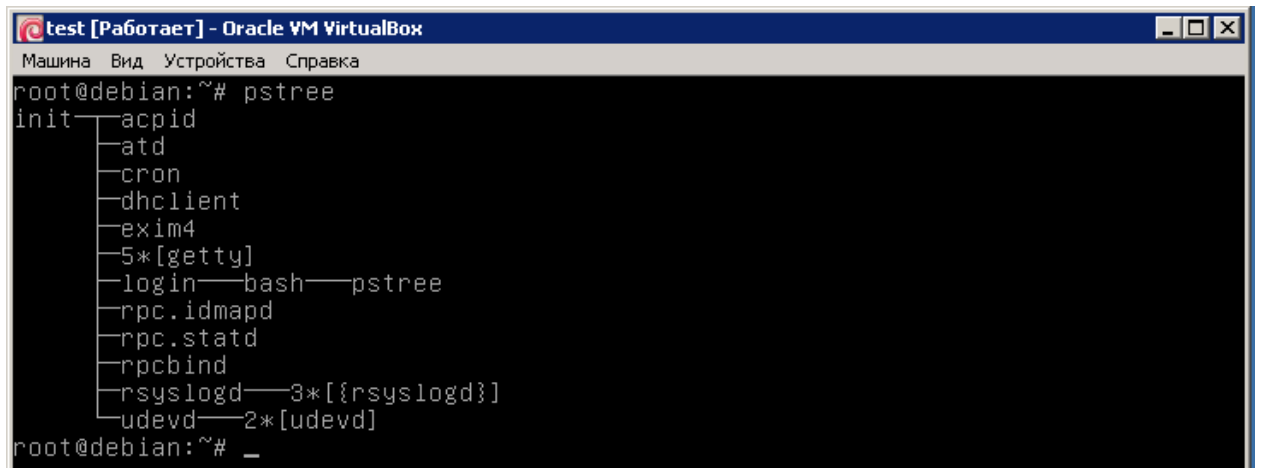 test [Работает] - Oracle VM VirtualBox
Машина Вид Устройства Справка
root@debian:~# pstree
init─┬─acpid
     ├─atd
     ├─cron
     ├─dhclient
     ├─exim4
     ├─5*[getty]
     ├─login───bash───pstree
     ├─rpc.idmapd
     ├─rpc.statd
     ├─rpcbind
     ├─rsyslogd───3*[{rsyslogd}]
     └─udevd───2*[udevd]
root@debian:~# _